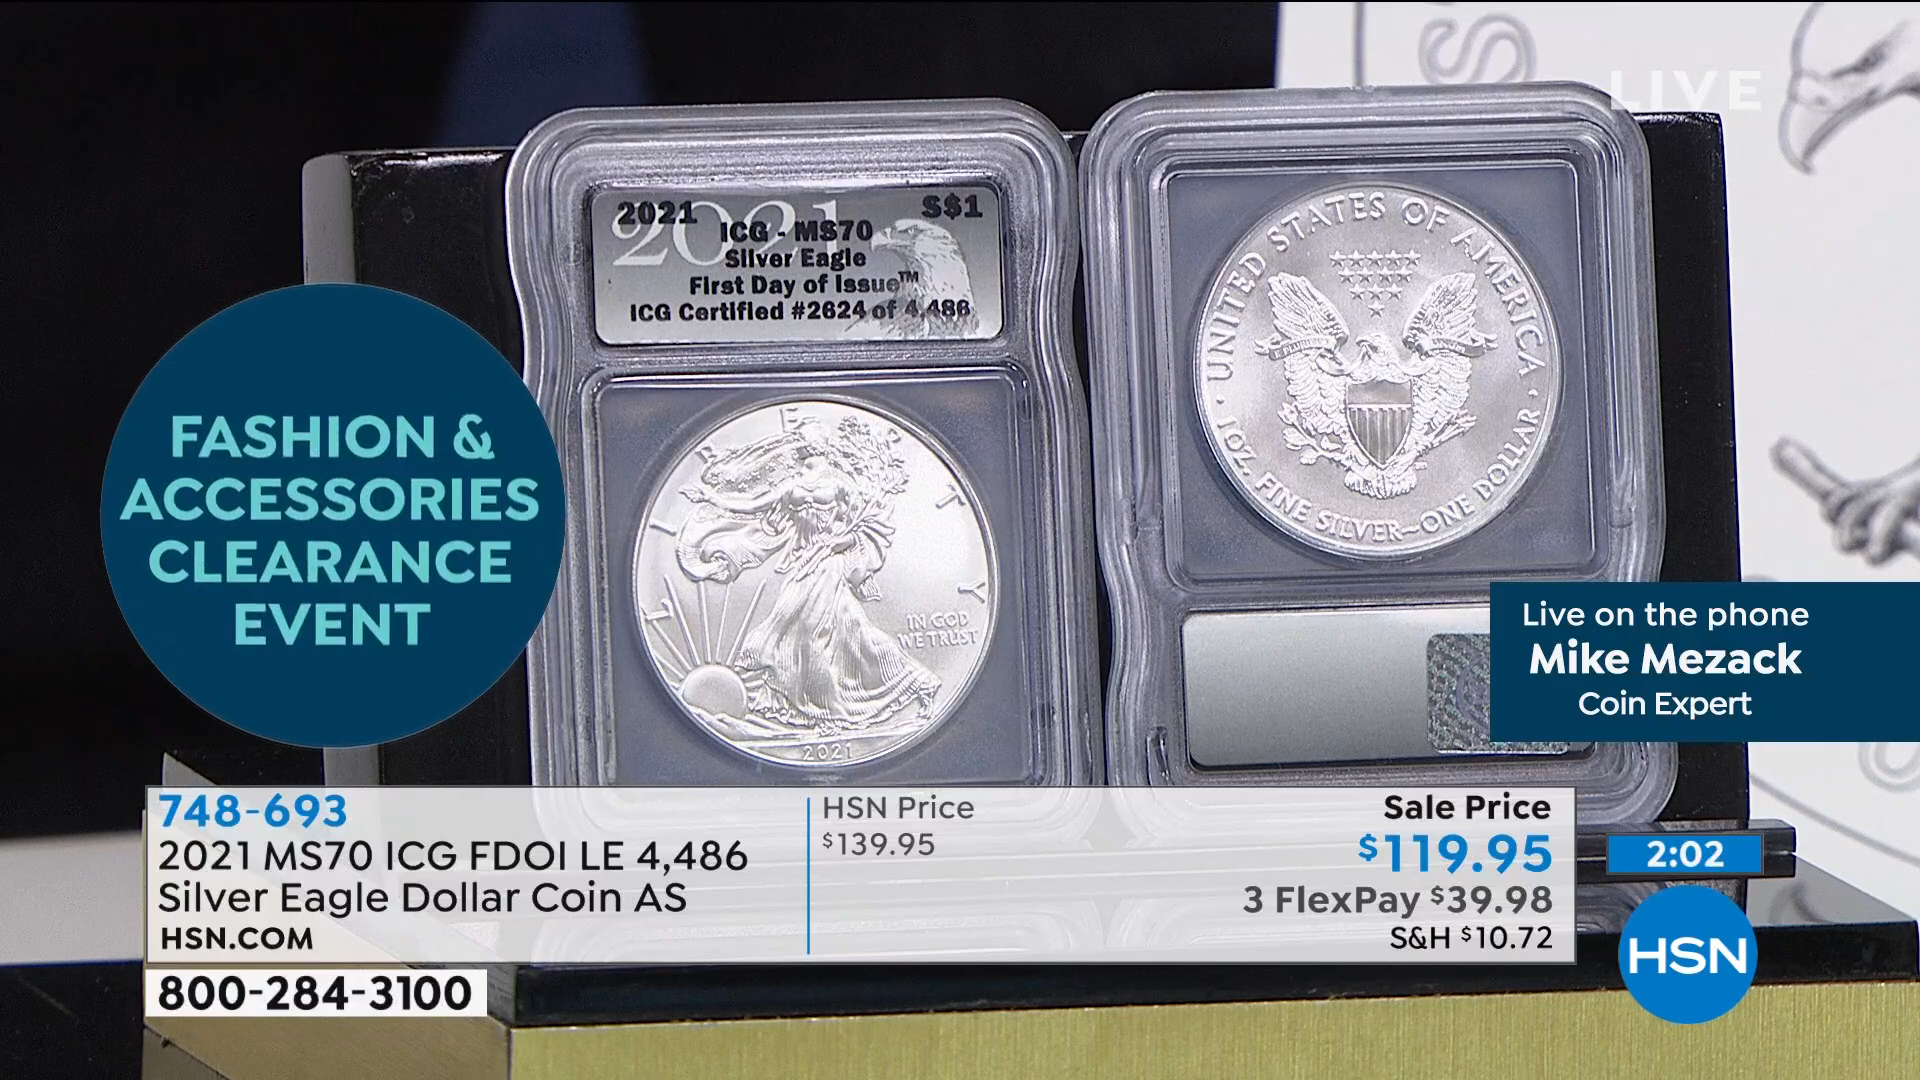 LIVE
2021 S$1
ICG - MS70
Silver Eagle
First Day of Issue™
ICG Certified #2624 of 4,486
LIBERTY
IN GOD
WE TRUST
2021
UNITED STATES OF AMERICA
E PLURIBUS UNUM
1 OZ. FINE SILVER~ONE DOLLAR
FASHION &
ACCESSORIES
CLEARANCE
EVENT
Live on the phone
Mike Mezack
Coin Expert
748-693
2021 MS70 ICG FDOI LE 4,486
Silver Eagle Dollar Coin AS
HSN.COM
HSN Price
$139.95
Sale Price
$119.95
3 FlexPay $39.98
S&H $10.72
2:02
HSN
800-284-3100